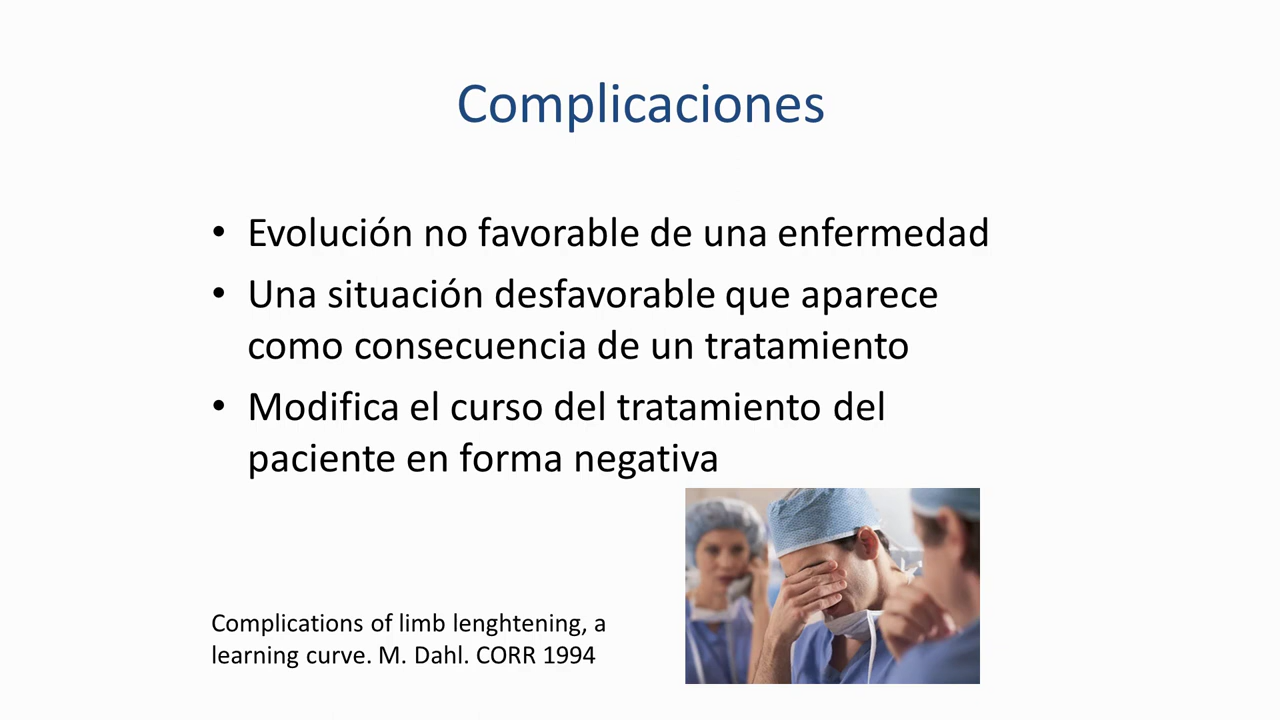 Complicaciones
• Evolución no favorable de una enfermedad
• Una situación desfavorable que aparece
como consecuencia de un tratamiento
• Modifica el curso del tratamiento del
paciente en forma negativa
Complications of limb lenghtening, a
learning curve. M. Dahl. CORR 1994